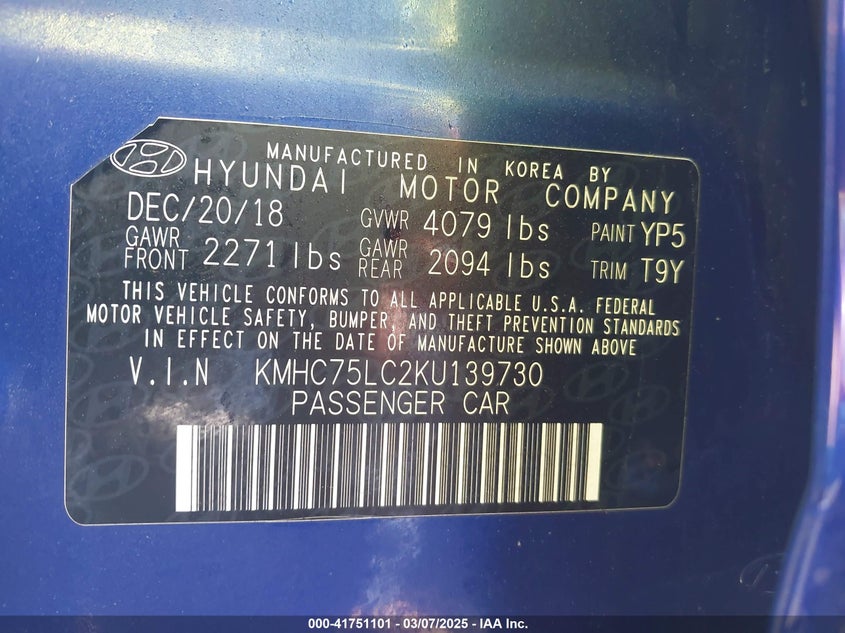 MANUFACTURED IN KOREA BY
HYUNDAI MOTOR COMPANY
DEC/20/18 GVWR 4079 lbs PAINT YP5
GAWR FRONT 2271 lbs GAWR REAR 2094 lbs TRIM T9Y
THIS VEHICLE CONFORMS TO ALL APPLICABLE U.S.A. FEDERAL
MOTOR VEHICLE SAFETY, BUMPER, AND THEFT PREVENTION STANDARDS
IN EFFECT ON THE DATE OF MANUFACTURE SHOWN ABOVE
V.I.N KMHC75LC2KU139730
PASSENGER CAR
000-41751101 - 03/07/2025 - IAA Inc.